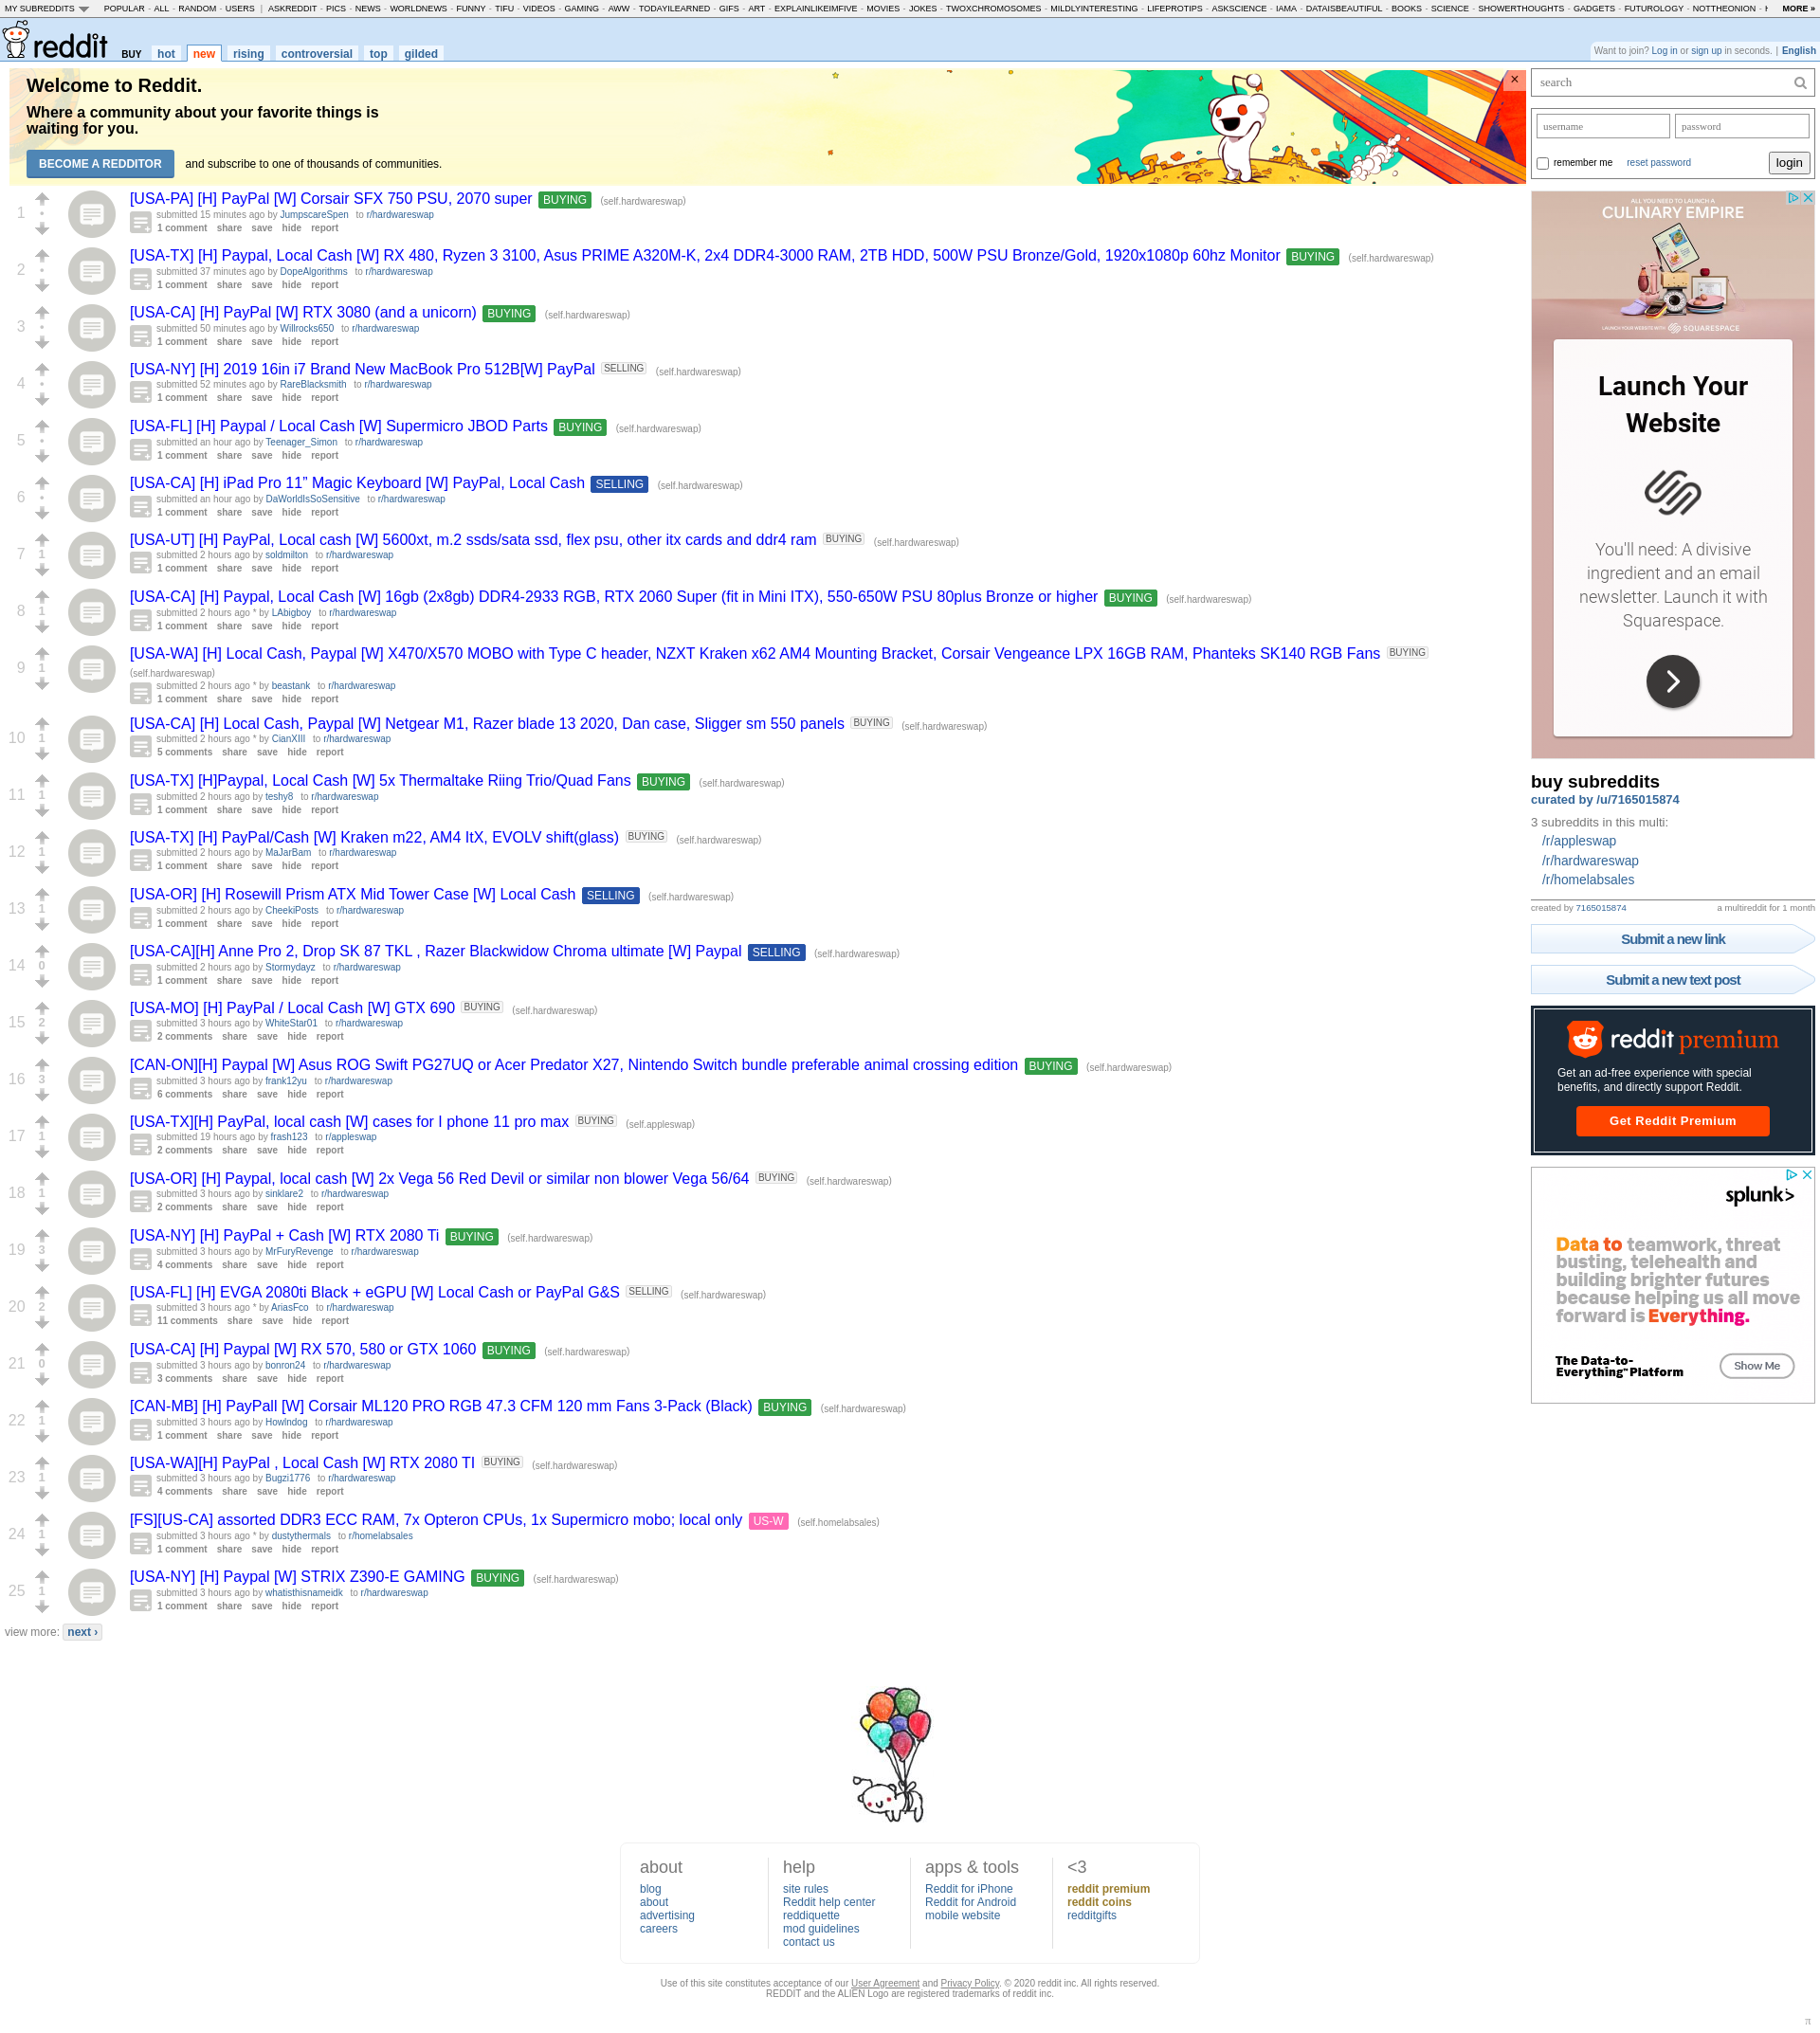 MY SUBREDDITS POPULAR - ALL - RANDOM - USERS | ASKREDDIT - PICS - NEWS - WORLDNEWS - FUNNY - TIFU - VIDEOS - GAMING - AWW - TODAYILEARNED - GIFS - ART - EXPLAINLIKEIMFIVE - MOVIES - JOKES - TWOXCHROMOSOMES - MILDLYINTERESTING - LIFEPROTIPS - ASKSCIENCE - IAMA - DATAISBEAUTIFUL - BOOKS - SCIENCE - SHOWERTHOUGHTS - GADGETS - FUTUROLOGY - NOTTHEONION - MORE »
reddit BUY hot new rising controversial top gilded
Want to join? Log in or sign up in seconds. | English
Welcome to Reddit.
Where a community about your favorite things is
waiting for you.
BECOME A REDDITOR and subscribe to one of thousands of communities.
×
1
[USA-PA] [H] PayPal [W] Corsair SFX 750 PSU, 2070 super BUYING (self.hardwareswap)
submitted 15 minutes ago by JumpscareSpen to r/hardwareswap
1 comment share save hide report
2
[USA-TX] [H] Paypal, Local Cash [W] RX 480, Ryzen 3 3100, Asus PRIME A320M-K, 2x4 DDR4-3000 RAM, 2TB HDD, 500W PSU Bronze/Gold, 1920x1080p 60hz Monitor BUYING (self.hardwareswap)
submitted 37 minutes ago by DopeAlgorithms to r/hardwareswap
1 comment share save hide report
3
[USA-CA] [H] PayPal [W] RTX 3080 (and a unicorn) BUYING (self.hardwareswap)
submitted 50 minutes ago by Willrocks650 to r/hardwareswap
1 comment share save hide report
4
[USA-NY] [H] 2019 16in i7 Brand New MacBook Pro 512B[W] PayPal SELLING (self.hardwareswap)
submitted 52 minutes ago by RareBlacksmith to r/hardwareswap
1 comment share save hide report
5
[USA-FL] [H] Paypal / Local Cash [W] Supermicro JBOD Parts BUYING (self.hardwareswap)
submitted an hour ago by Teenager_Simon to r/hardwareswap
1 comment share save hide report
6
[USA-CA] [H] iPad Pro 11” Magic Keyboard [W] PayPal, Local Cash SELLING (self.hardwareswap)
submitted an hour ago by DaWorldIsSoSensitive to r/hardwareswap
1 comment share save hide report
7 1
[USA-UT] [H] PayPal, Local cash [W] 5600xt, m.2 ssds/sata ssd, flex psu, other itx cards and ddr4 ram BUYING (self.hardwareswap)
submitted 2 hours ago by soldmilton to r/hardwareswap
1 comment share save hide report
8 1
[USA-CA] [H] Paypal, Local Cash [W] 16gb (2x8gb) DDR4-2933 RGB, RTX 2060 Super (fit in Mini ITX), 550-650W PSU 80plus Bronze or higher BUYING (self.hardwareswap)
submitted 2 hours ago * by LAbigboy to r/hardwareswap
1 comment share save hide report
9 1
[USA-WA] [H] Local Cash, Paypal [W] X470/X570 MOBO with Type C header, NZXT Kraken x62 AM4 Mounting Bracket, Corsair Vengeance LPX 16GB RAM, Phanteks SK140 RGB Fans BUYING
(self.hardwareswap)
submitted 2 hours ago * by beastank to r/hardwareswap
1 comment share save hide report
10 1
[USA-CA] [H] Local Cash, Paypal [W] Netgear M1, Razer blade 13 2020, Dan case, Sligger sm 550 panels BUYING (self.hardwareswap)
submitted 2 hours ago * by CianXIII to r/hardwareswap
5 comments share save hide report
11 1
[USA-TX] [H]Paypal, Local Cash [W] 5x Thermaltake Riing Trio/Quad Fans BUYING (self.hardwareswap)
submitted 2 hours ago by teshy8 to r/hardwareswap
1 comment share save hide report
12 1
[USA-TX] [H] PayPal/Cash [W] Kraken m22, AM4 ItX, EVOLV shift(glass) BUYING (self.hardwareswap)
submitted 2 hours ago by MaJarBam to r/hardwareswap
1 comment share save hide report
13 1
[USA-OR] [H] Rosewill Prism ATX Mid Tower Case [W] Local Cash SELLING (self.hardwareswap)
submitted 2 hours ago by CheekiPosts to r/hardwareswap
1 comment share save hide report
14 0
[USA-CA][H] Anne Pro 2, Drop SK 87 TKL , Razer Blackwidow Chroma ultimate [W] Paypal SELLING (self.hardwareswap)
submitted 2 hours ago by Stormydayz to r/hardwareswap
1 comment share save hide report
15 2
[USA-MO] [H] PayPal / Local Cash [W] GTX 690 BUYING (self.hardwareswap)
submitted 3 hours ago by WhiteStar01 to r/hardwareswap
2 comments share save hide report
16 3
[CAN-ON][H] Paypal [W] Asus ROG Swift PG27UQ or Acer Predator X27, Nintendo Switch bundle preferable animal crossing edition BUYING (self.hardwareswap)
submitted 3 hours ago by frank12yu to r/hardwareswap
6 comments share save hide report
17 1
[USA-TX][H] PayPal, local cash [W] cases for I phone 11 pro max BUYING (self.appleswap)
submitted 19 hours ago by frash123 to r/appleswap
2 comments share save hide report
18 1
[USA-OR] [H] Paypal, local cash [W] 2x Vega 56 Red Devil or similar non blower Vega 56/64 BUYING (self.hardwareswap)
submitted 3 hours ago by sinklare2 to r/hardwareswap
2 comments share save hide report
19 3
[USA-NY] [H] PayPal + Cash [W] RTX 2080 Ti BUYING (self.hardwareswap)
submitted 3 hours ago by MrFuryRevenge to r/hardwareswap
4 comments share save hide report
20 2
[USA-FL] [H] EVGA 2080ti Black + eGPU [W] Local Cash or PayPal G&S SELLING (self.hardwareswap)
submitted 3 hours ago * by AriasFco to r/hardwareswap
11 comments share save hide report
21 0
[USA-CA] [H] Paypal [W] RX 570, 580 or GTX 1060 BUYING (self.hardwareswap)
submitted 3 hours ago by bonron24 to r/hardwareswap
3 comments share save hide report
22 1
[CAN-MB] [H] PayPall [W] Corsair ML120 PRO RGB 47.3 CFM 120 mm Fans 3-Pack (Black) BUYING (self.hardwareswap)
submitted 3 hours ago by Howlndog to r/hardwareswap
1 comment share save hide report
23 1
[USA-WA][H] PayPal , Local Cash [W] RTX 2080 TI BUYING (self.hardwareswap)
submitted 3 hours ago by Bugzi1776 to r/hardwareswap
4 comments share save hide report
24 1
[FS][US-CA] assorted DDR3 ECC RAM, 7x Opteron CPUs, 1x Supermicro mobo; local only US-W (self.homelabsales)
submitted 3 hours ago * by dustythermals to r/homelabsales
1 comment share save hide report
25 1
[USA-NY] [H] Paypal [W] STRIX Z390-E GAMING BUYING (self.hardwareswap)
submitted 3 hours ago by whatisthisnameidk to r/hardwareswap
1 comment share save hide report
view more: next ›
search
username password
remember me reset password login
ALL YOU NEED TO LAUNCH A
CULINARY EMPIRE
LAUNCH YOUR WEBSITE WITH SQUARESPACE
Launch Your
Website
You'll need: A divisive
ingredient and an email
newsletter. Launch it with
Squarespace.
buy subreddits
curated by /u/7165015874
3 subreddits in this multi:
/r/appleswap
/r/hardwareswap
/r/homelabsales
created by 7165015874 a multireddit for 1 month
Submit a new link
Submit a new text post
reddit premium
Get an ad-free experience with special
benefits, and directly support Reddit.
Get Reddit Premium
splunk>
Data to teamwork, threat
busting, telehealth and
building brighter futures
because helping us all move
forward is Everything.
The Data-to-
Everything™ Platform
Show Me
about
blog
about
advertising
careers
help
site rules
Reddit help center
reddiquette
mod guidelines
contact us
apps & tools
Reddit for iPhone
Reddit for Android
mobile website
<3
reddit premium
reddit coins
redditgifts
Use of this site constitutes acceptance of our User Agreement and Privacy Policy. © 2020 reddit inc. All rights reserved.
REDDIT and the ALIEN Logo are registered trademarks of reddit inc.
π